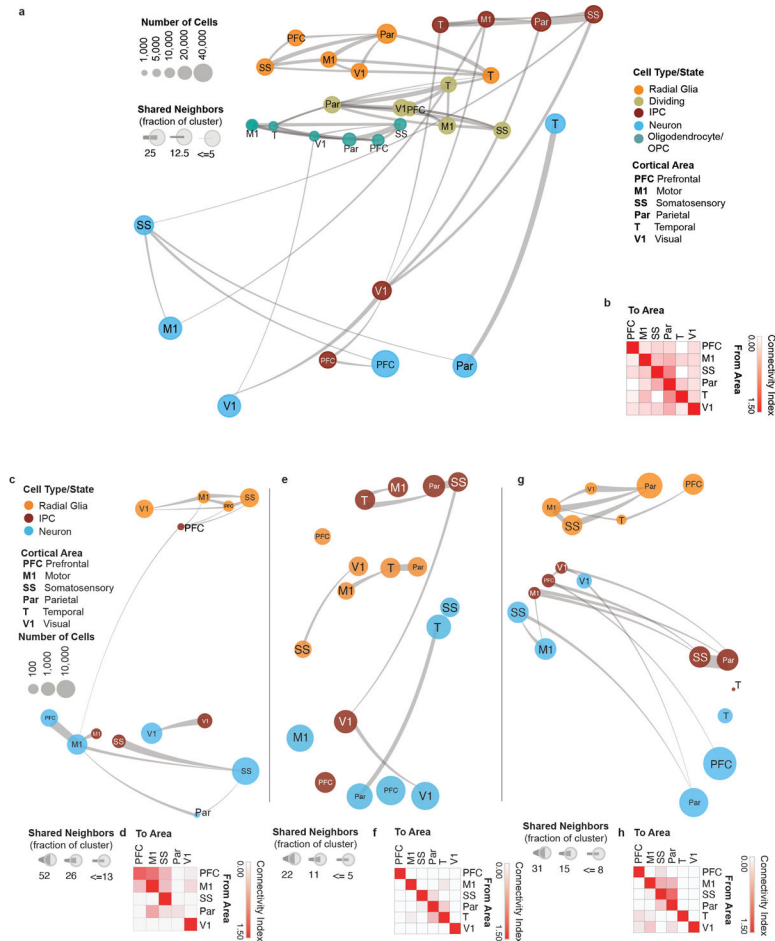 a
Number of Cells
1,000
5,000
10,000
20,000
40,000
Shared Neighbors
(fraction of cluster)
25 12.5 <=5
PFC
Par
SS
M1
V1
T
T
M1
Par
SS
T
Par
V1
PFC
M1
SS
M1
T
V1
Par
PFC
SS
T
SS
M1
V1
PFC
PFC
Par
V1
Cell Type/State
Radial Glia
Dividing
IPC
Neuron
Oligodendrocyte/
OPC
Cortical Area
PFC Prefrontal
M1 Motor
SS Somatosensory
Par Parietal
T Temporal
V1 Visual
b
To Area
PFC
M1
SS
Par
T
V1
PFC
M1
SS
Par
T
V1
From Area
0.00
1.50
Connectivity Index
c
Cell Type/State
Radial Glia
IPC
Neuron
Cortical Area
PFC Prefrontal
M1 Motor
SS Somatosensory
Par Parietal
T Temporal
V1 Visual
Number of Cells
100
1,000
10,000
V1
M1
PFC
SS
PFC
PFC
M1
M1
SS
V1
V1
SS
Par
Shared Neighbors
(fraction of cluster)
52 26 <=13
d
To Area
PFC
M1
SS
Par
V1
PFC
M1
SS
Par
V1
From Area
0.00
1.50
Connectivity Index
e
T
M1
Par
SS
PFC
V1
M1
T
Par
SS
SS
T
V1
M1
PFC
Par
PFC
V1
Shared Neighbors
(fraction of cluster)
22 11 <= 5
f
To Area
PFC
M1
SS
Par
T
V1
PFC
M1
SS
Par
T
V1
From Area
0.00
1.50
Connectivity Index
g
V1
Par
PFC
M1
SS
T
V1
PFC
V1
M1
SS
M1
SS
Par
T
T
PFC
Par
Shared Neighbors
(fraction of cluster)
31 15 <= 8
h
To Area
PFC
M1
SS
Par
T
V1
PFC
M1
SS
Par
T
V1
From Area
0.00
1.50
Connectivity Index